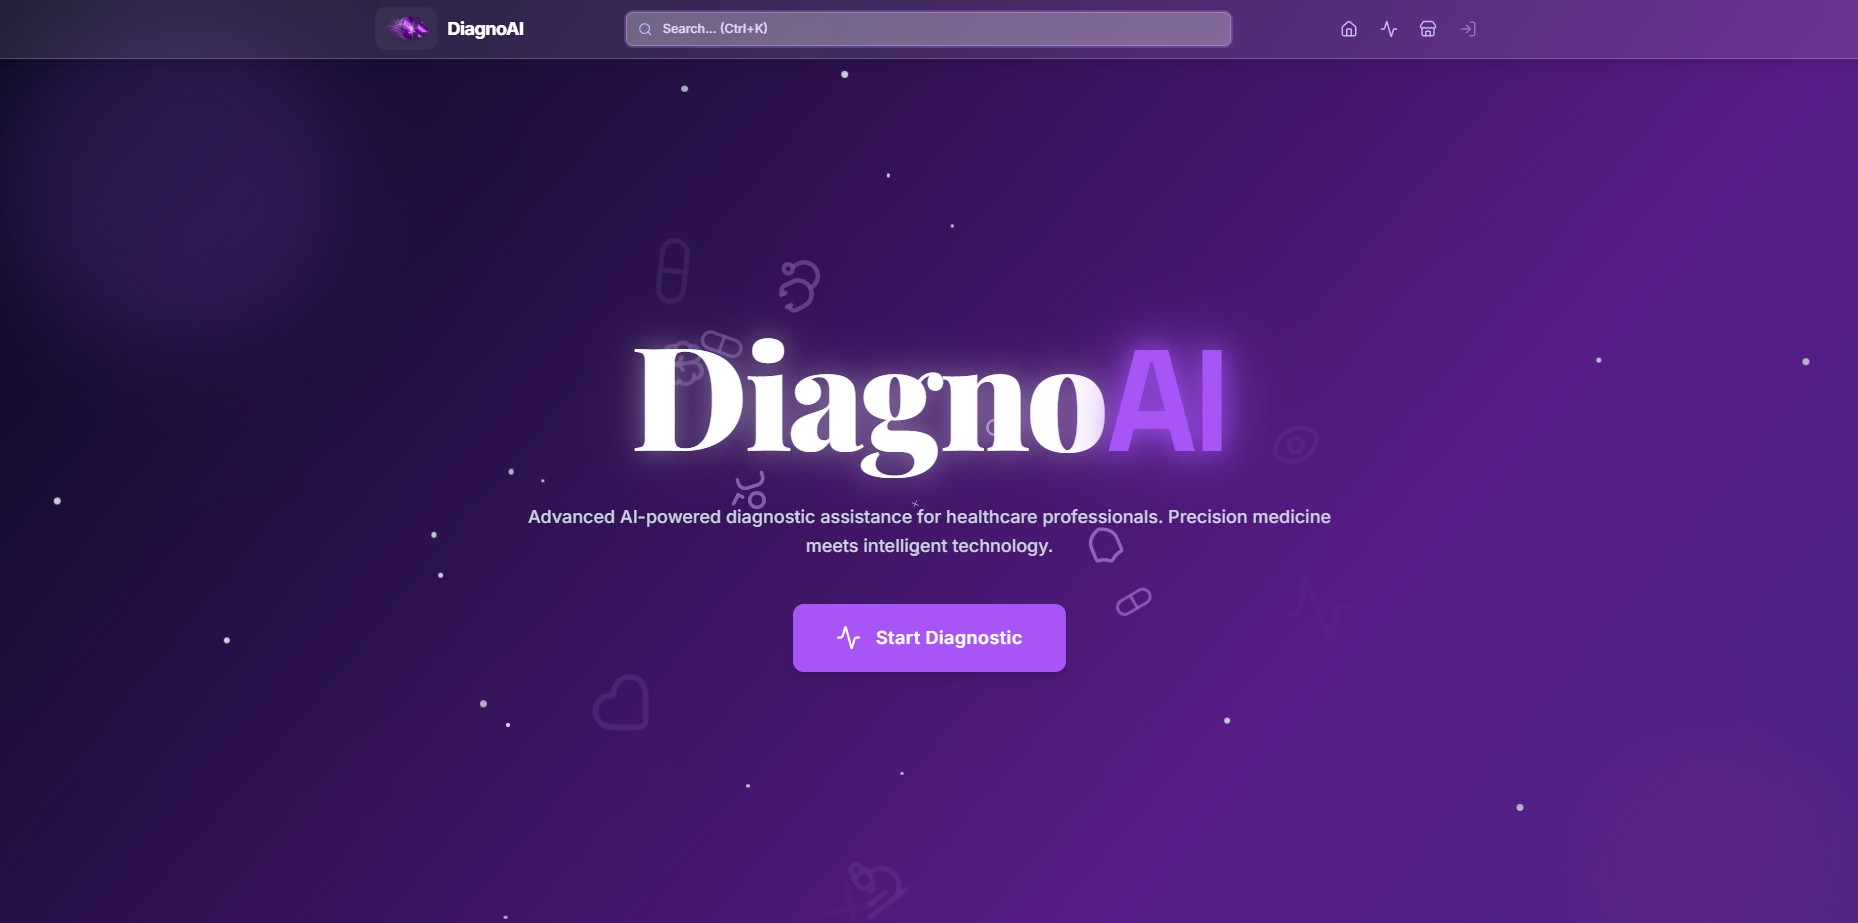 DiagnoAI
Search... (Ctrl+K)
DiagnoAI
Advanced AI-powered diagnostic assistance for healthcare professionals. Precision medicine
meets intelligent technology.
Start Diagnostic